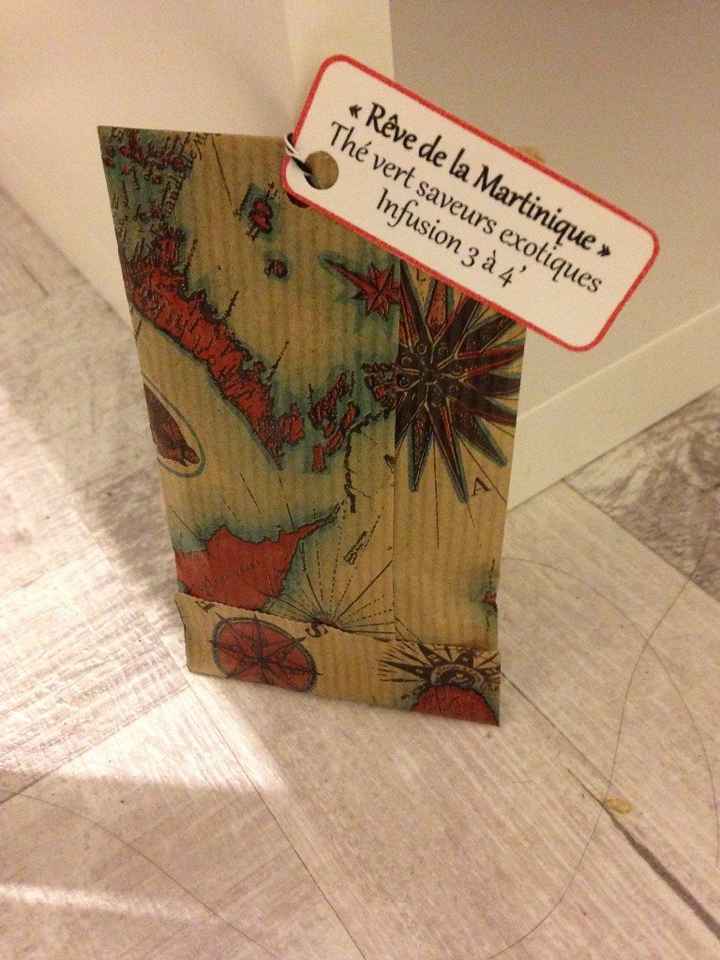 « Rêve de la Martinique »
Thé vert saveurs exotiques
Infusion 3 à 4'
A
S